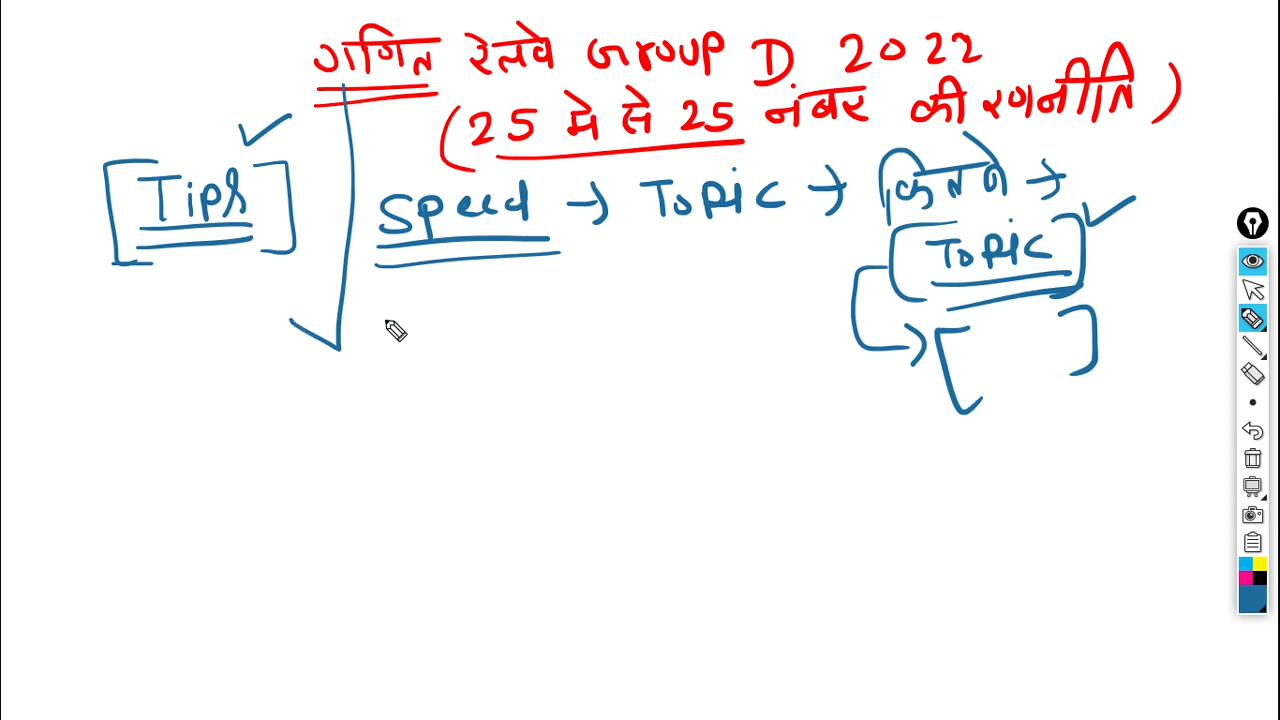 गणित रेलवे Group D. 2022
(25 मे से 25 नंबर की रणनीति)
[Tips] Speed → Topic → कितने →
[Topic]